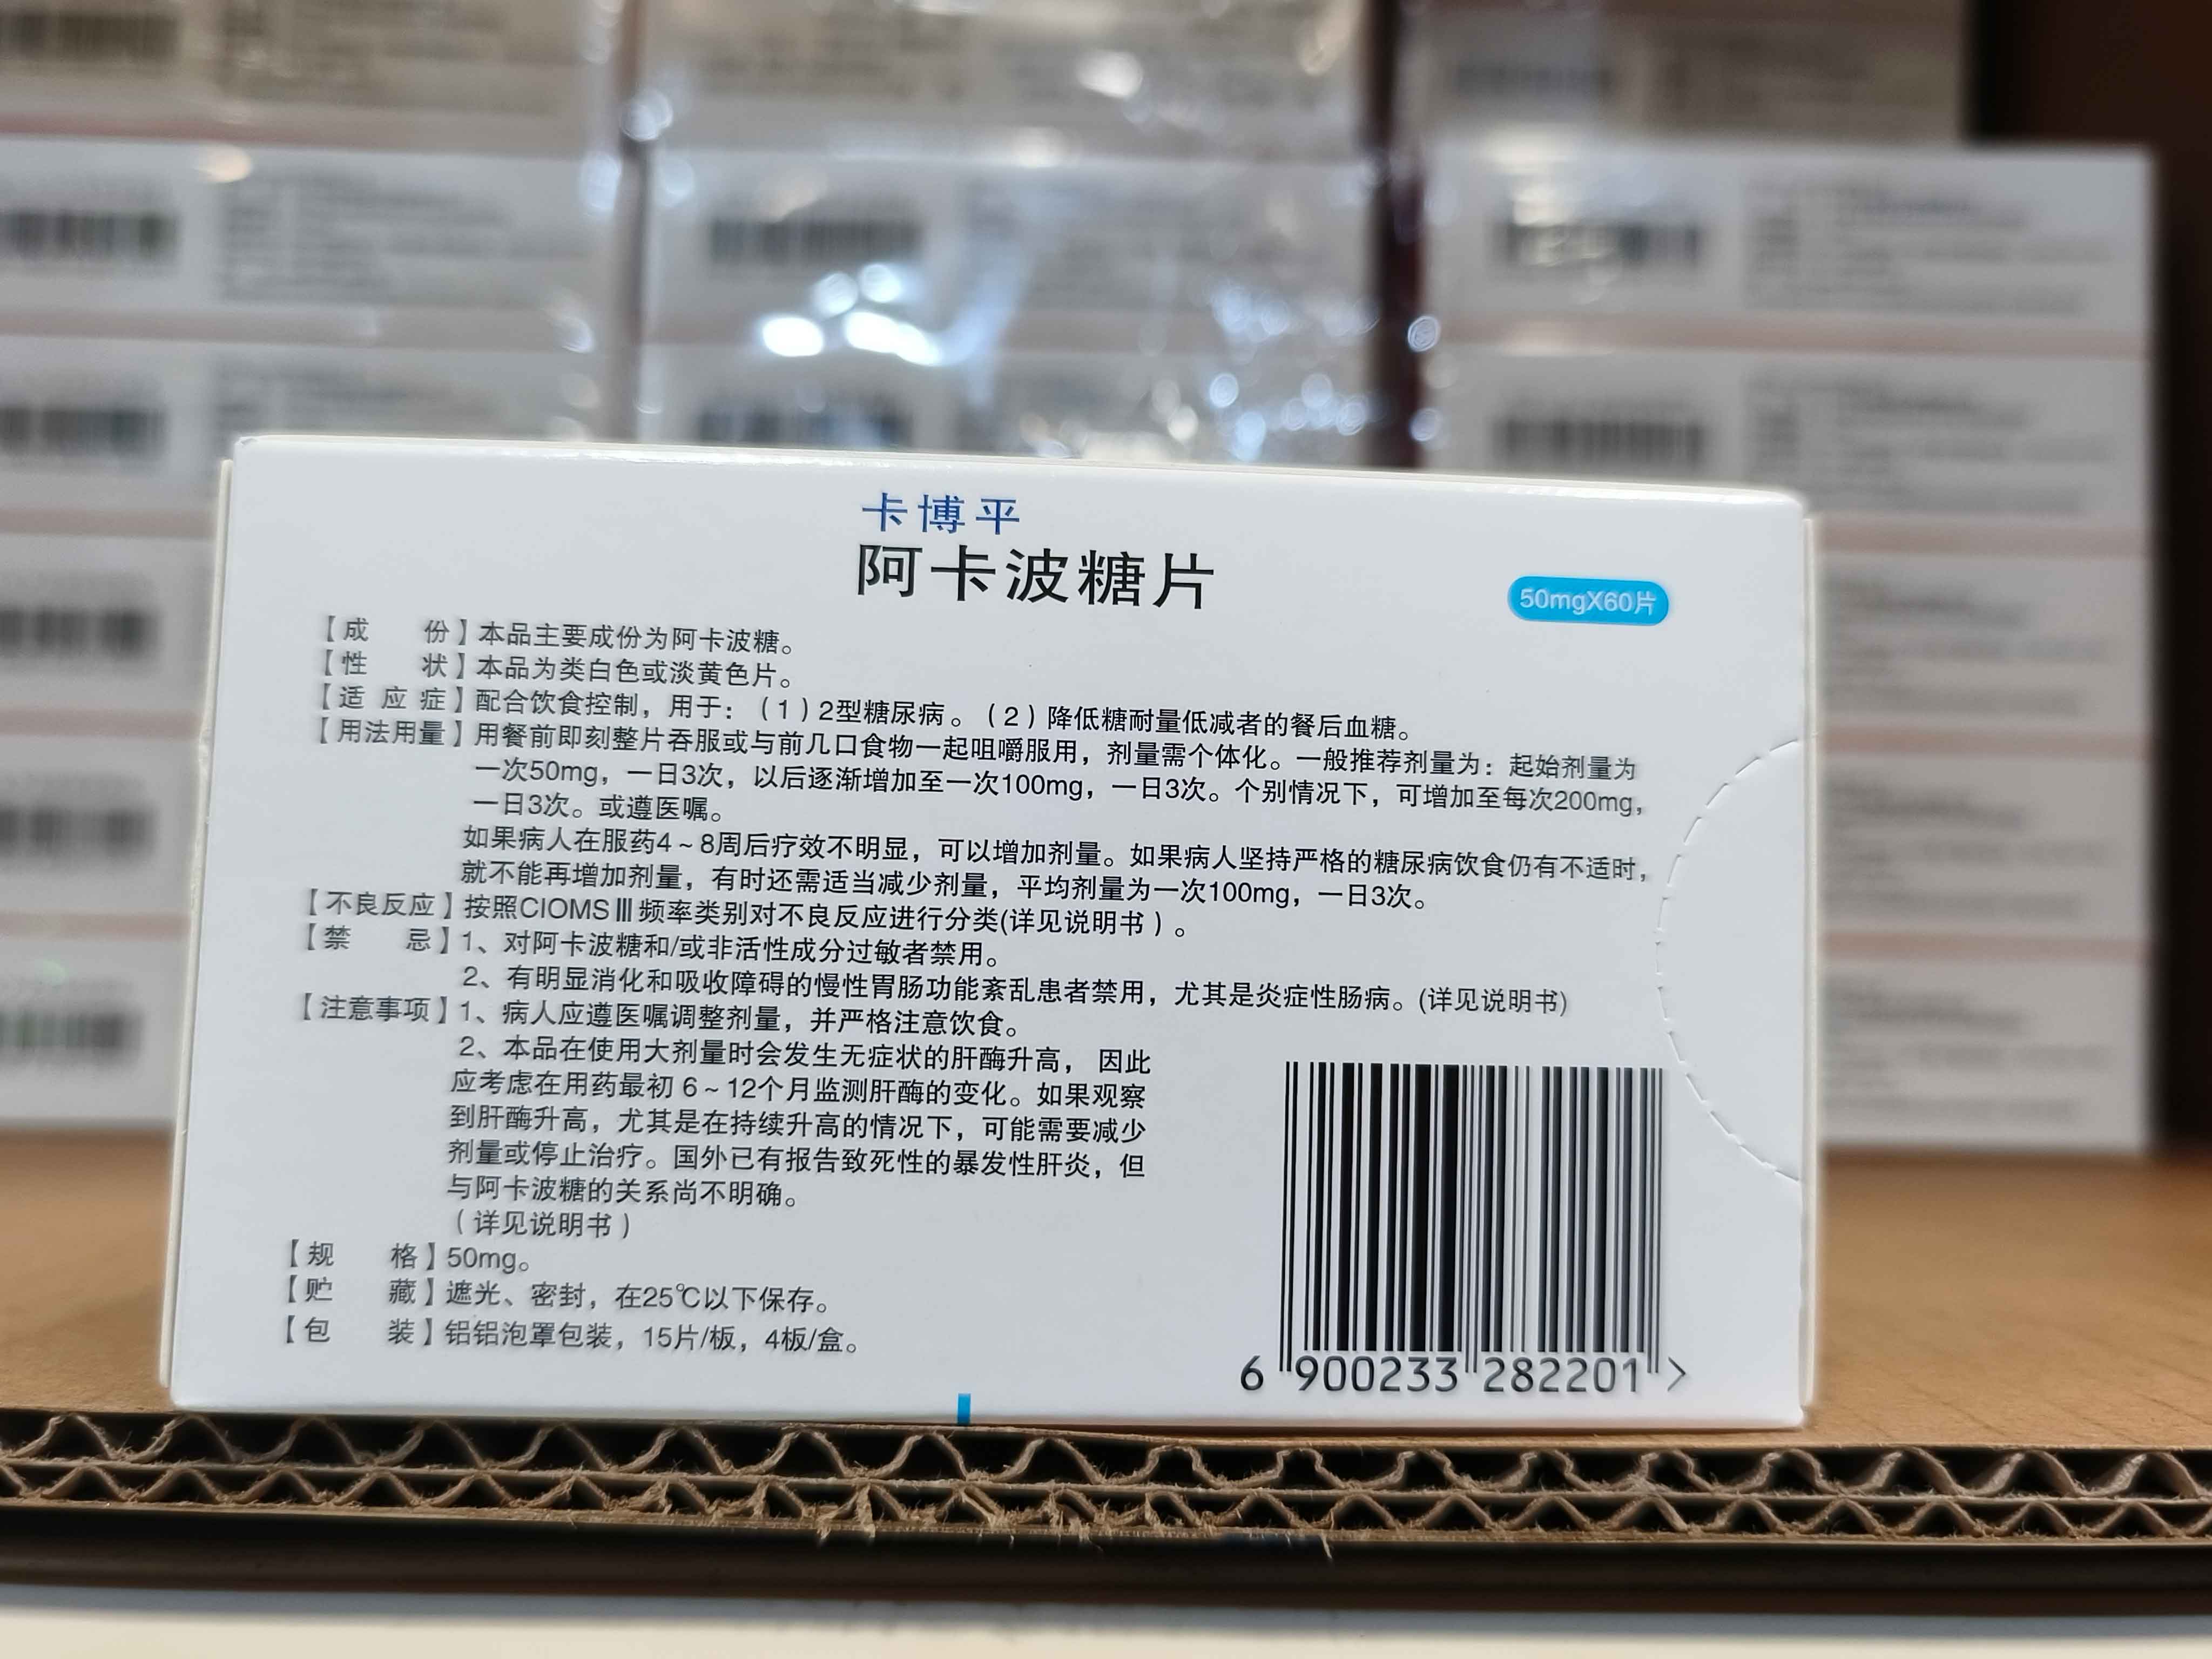 卡博平
阿卡波糖片
50mgX60片
【成份】本品主要成份为阿卡波糖。
【性状】本品为类白色或淡黄色片。
【适应症】配合饮食控制，用于：（1）2型糖尿病。（2）降低糖耐量低减者的餐后血糖。
【用法用量】用餐前即刻整片吞服或与前几口食物一起咀嚼服用，剂量需个体化。一般推荐剂量为：起始剂量为
一次50mg，一日3次，以后逐渐增加至一次100mg，一日3次。个别情况下，可增加至每次200mg，
一日3次。或遵医嘱。
如果病人在服药4～8周后疗效不明显，可以增加剂量。如果病人坚持严格的糖尿病饮食仍有不适时，
就不能再增加剂量，有时还需适当减少剂量，平均剂量为一次100mg，一日3次。
【不良反应】按照CIOMSⅢ频率类别对不良反应进行分类(详见说明书）。
【禁忌】1、对阿卡波糖和/或非活性成分过敏者禁用。
2、有明显消化和吸收障碍的慢性胃肠功能紊乱患者禁用，尤其是炎症性肠病。(详见说明书)
【注意事项】1、病人应遵医嘱调整剂量，并严格注意饮食。
2、本品在使用大剂量时会发生无症状的肝酶升高，因此
应考虑在用药最初6～12个月监测肝酶的变化。如果观察
到肝酶升高，尤其是在持续升高的情况下，可能需要减少
剂量或停止治疗。国外已有报告致死性的暴发性肝炎，但
与阿卡波糖的关系尚不明确。
（详见说明书）
【规格】50mg。
【贮藏】遮光、密封，在25℃以下保存。
【包装】铝铝泡罩包装，15片/板，4板/盒。
6 900233 282201 >